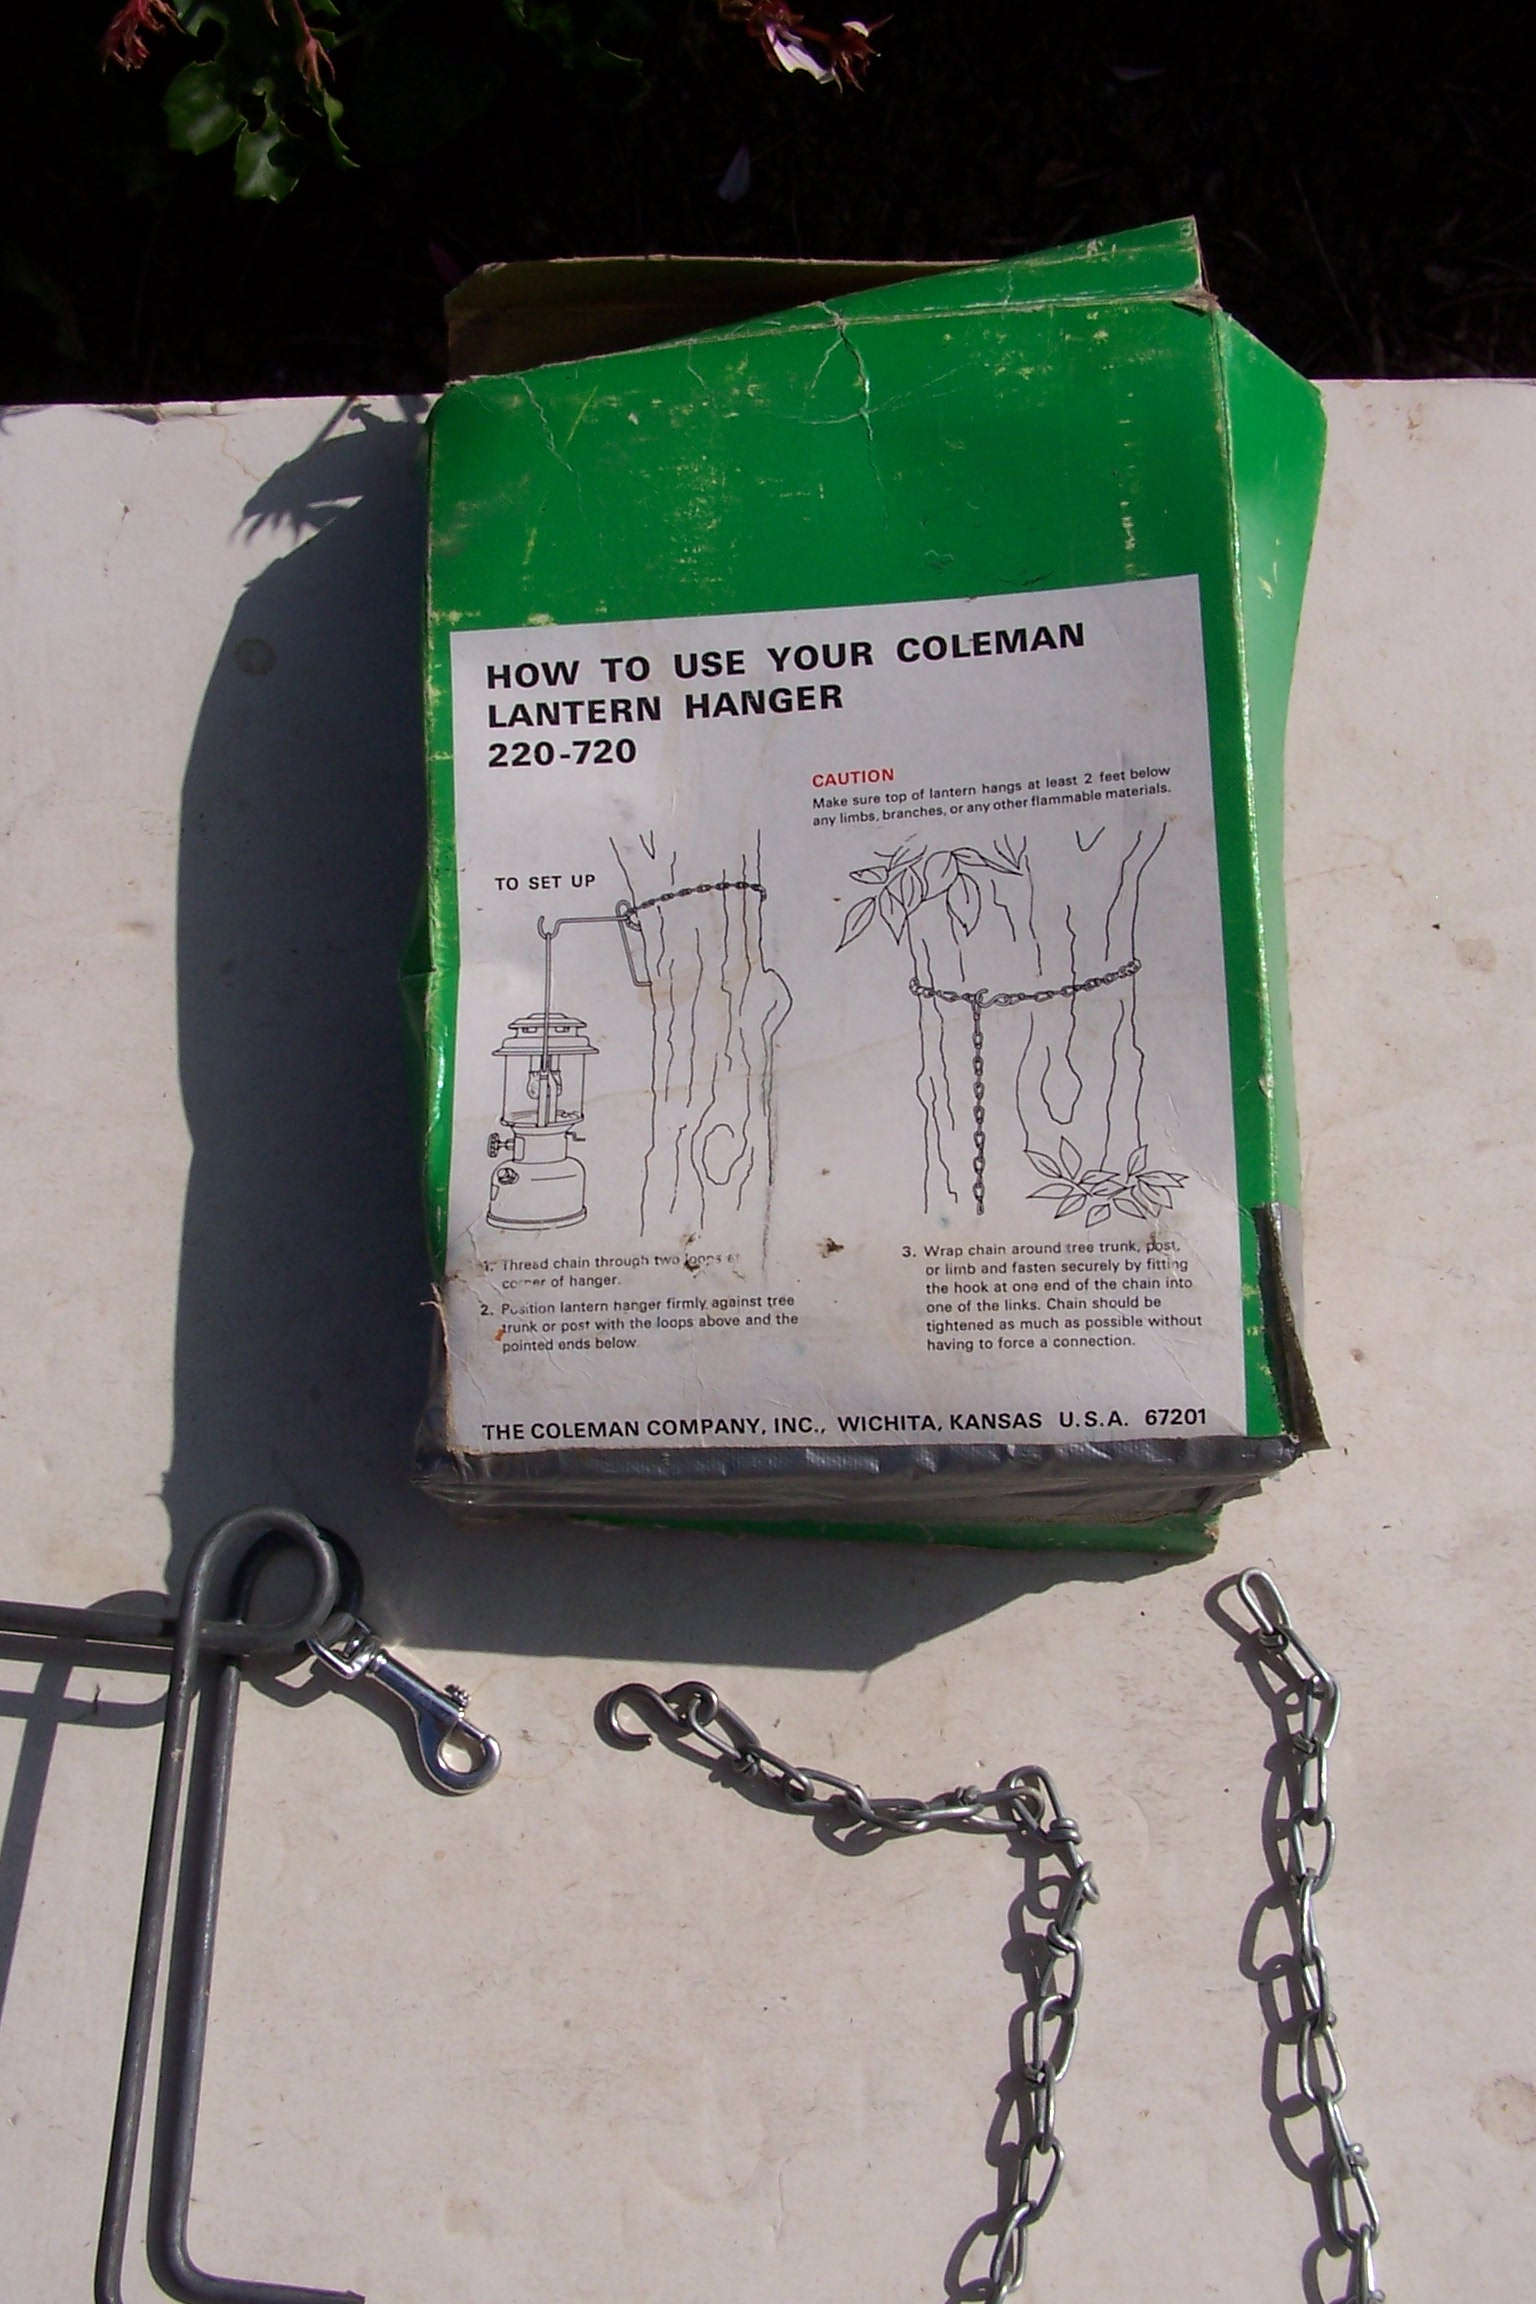 HOW TO USE YOUR COLEMAN
LANTERN HANGER
220-720
CAUTION
Make sure top of lantern hangs at least 2 feet below
any limbs, branches, or any other flammable materials.
TO SET UP
1. Thread chain through two loops at
corner of hanger.
2. Position lantern hanger firmly against tree
trunk or post with the loops above and the
pointed ends below.
3. Wrap chain around tree trunk, post,
or limb and fasten securely by fitting
the hook at one end of the chain into
one of the links. Chain should be
tightened as much as possible without
having to force a connection.
THE COLEMAN COMPANY, INC., WICHITA, KANSAS U.S.A. 67201